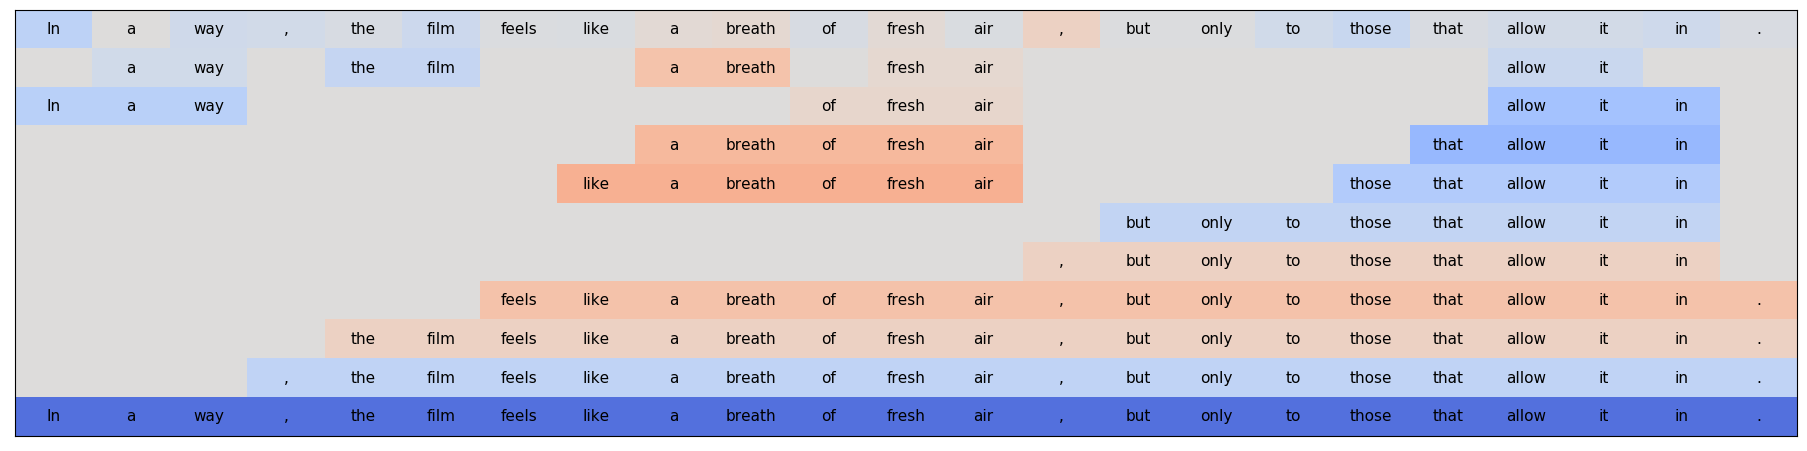 In a way , the film feels like a breath of fresh air , but only to those that allow it in .
a way the film a breath fresh air allow it
In a way of fresh air allow it in
a breath of fresh air that allow it in
like a breath of fresh air those that allow it in
but only to those that allow it in
, but only to those that allow it in
feels like a breath of fresh air , but only to those that allow it in .
the film feels like a breath of fresh air , but only to those that allow it in .
, the film feels like a breath of fresh air , but only to those that allow it in .
In a way , the film feels like a breath of fresh air , but only to those that allow it in .